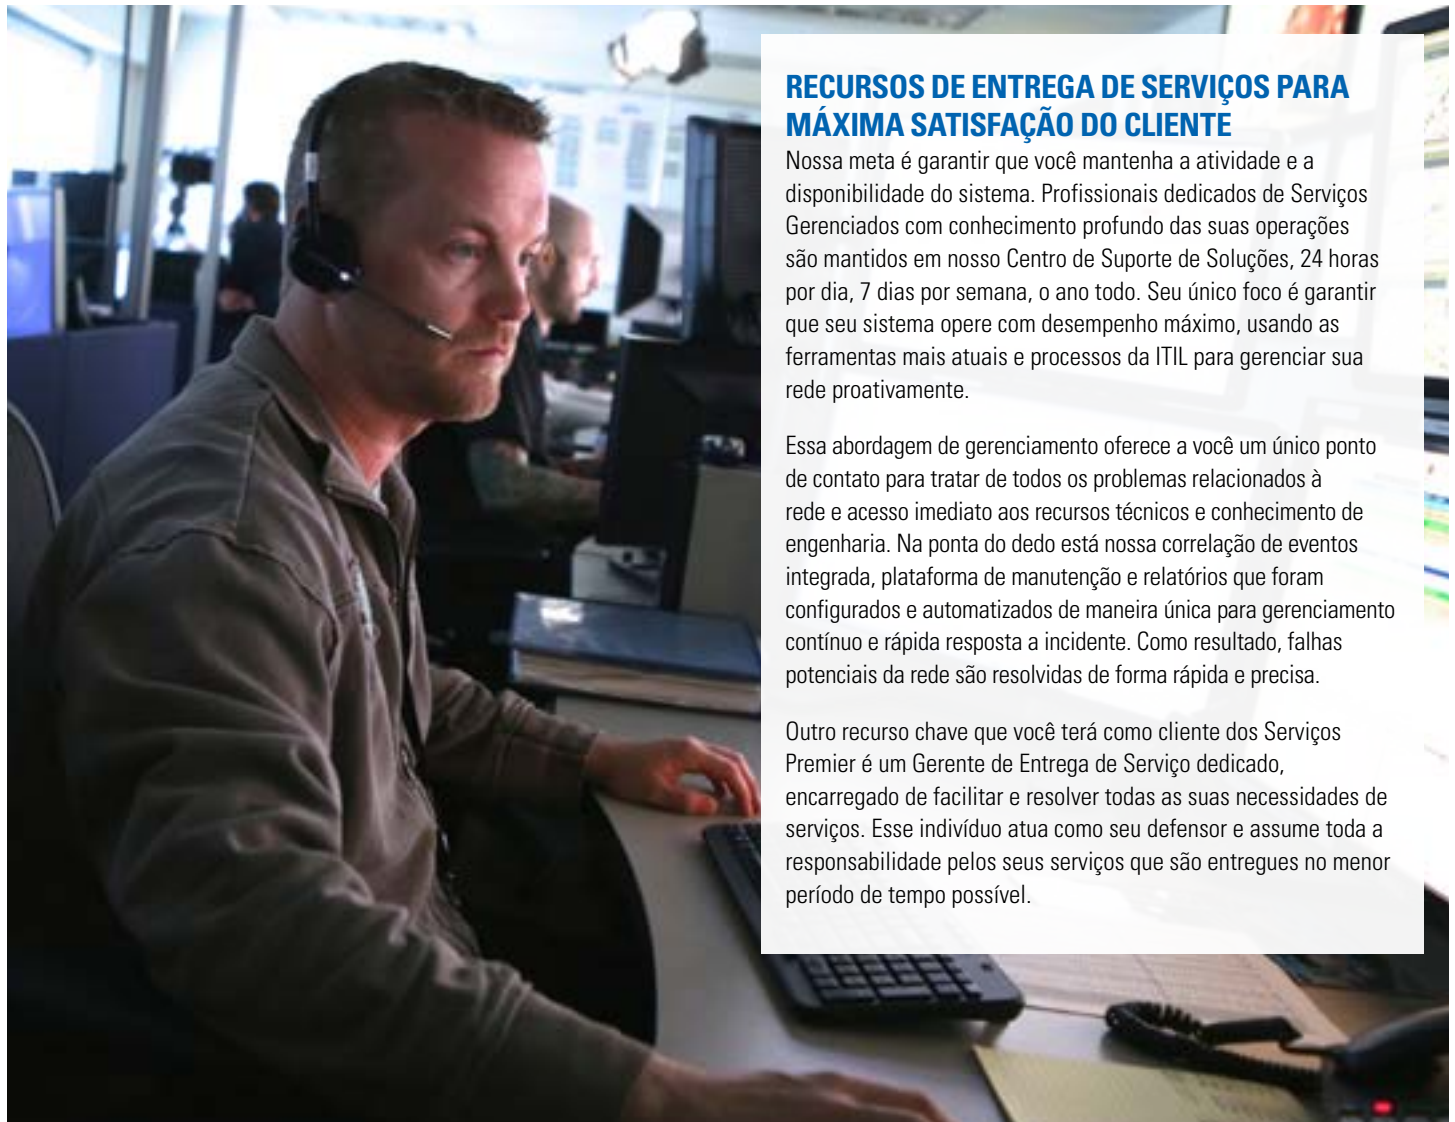 RECURSOS DE ENTREGA DE SERVIÇOS PARA
MÁXIMA SATISFAÇÃO DO CLIENTE
Nossa meta é garantir que você mantenha a atividade e a
disponibilidade do sistema. Profissionais dedicados de Serviços
Gerenciados com conhecimento profundo das suas operações
são mantidos em nosso Centro de Suporte de Soluções, 24 horas
por dia, 7 dias por semana, o ano todo. Seu único foco é garantir
que seu sistema opere com desempenho máximo, usando as
ferramentas mais atuais e processos da ITIL para gerenciar sua
rede proativamente.
Essa abordagem de gerenciamento oferece a você um único ponto
de contato para tratar de todos os problemas relacionados à
rede e acesso imediato aos recursos técnicos e conhecimento de
engenharia. Na ponta do dedo está nossa correlação de eventos
integrada, plataforma de manutenção e relatórios que foram
configurados e automatizados de maneira única para gerenciamento
contínuo e rápida resposta a incidente. Como resultado, falhas
potenciais da rede são resolvidas de forma rápida e precisa.
Outro recurso chave que você terá como cliente dos Serviços
Premier é um Gerente de Entrega de Serviço dedicado,
encarregado de facilitar e resolver todas as suas necessidades de
serviços. Esse indivíduo atua como seu defensor e assume toda a
responsabilidade pelos seus serviços que são entregues no menor
período de tempo possível.